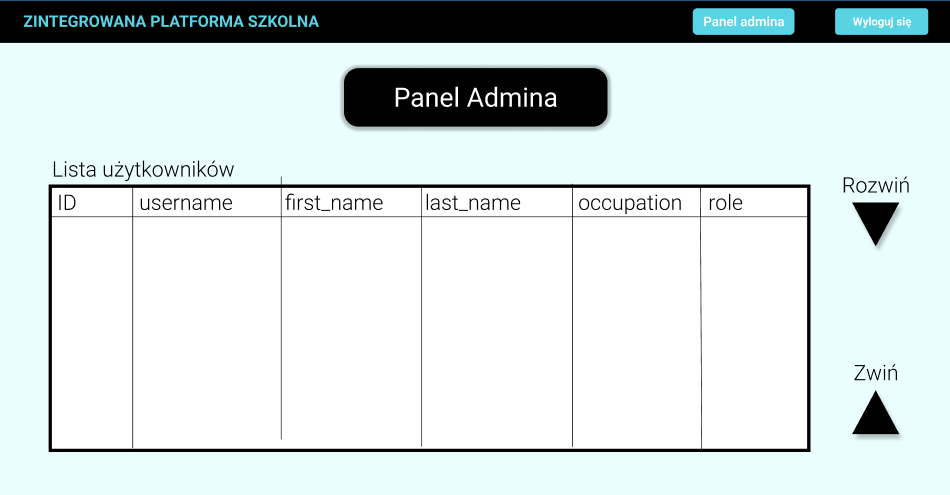 ZINTEGROWANA PLATFORMA SZKOLNA
Panel admina
Wyloguj się
Panel Admina
Lista użytkowników
ID username first_name last_name occupation role
Rozwiń
Zwiń